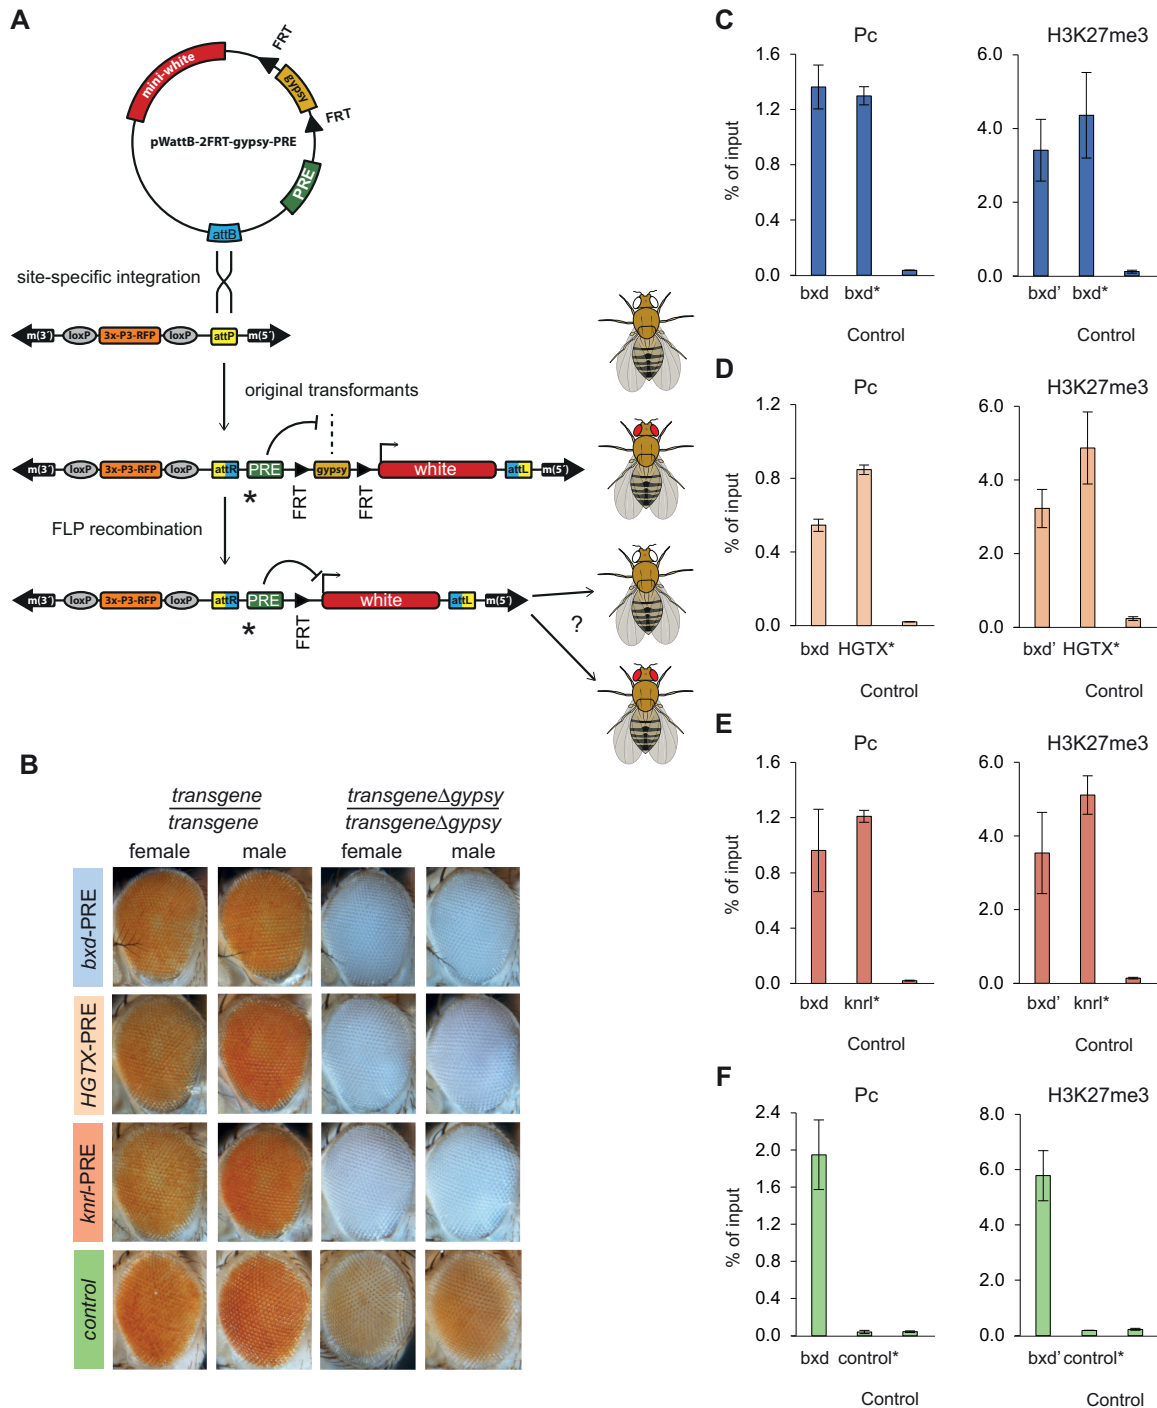 A
mini-white
FRT
gypsy
FRT
pWattB-2FRT-gypsy-PRE
PRE
attB
site-specific integration
m(3') loxP 3x-P3-RFP loxP attP m(5')
original transformants
m(3') loxP 3x-P3-RFP loxP attR PRE gypsy white attL m(5')
* FRT FRT
FLP recombination
m(3') loxP 3x-P3-RFP loxP attR PRE white attL m(5')
* FRT
?
B
transgene transgeneΔgypsy
transgene transgeneΔgypsy
female male female male
bxd-PRE
HGTX-PRE
knrl-PRE
control
C
Pc
% of input
1.6
1.2
0.8
0.4
0.0
bxd bxd*
Control
H3K27me3
6.0
4.0
2.0
0.0
bxd' bxd*
Control
D
Pc
% of input
1.2
0.8
0.4
0.0
bxd HGTX*
Control
H3K27me3
6.0
4.0
2.0
0.0
bxd' HGTX*
Control
E
Pc
% of input
1.6
1.2
0.8
0.4
0.0
bxd knrl*
Control
H3K27me3
6.0
4.0
2.0
0.0
bxd' knrl*
Control
F
Pc
% of input
2.4
2.0
1.6
1.2
0.8
0.4
0.0
bxd control*
Control
H3K27me3
8.0
6.0
4.0
2.0
0.0
bxd' control*
Control